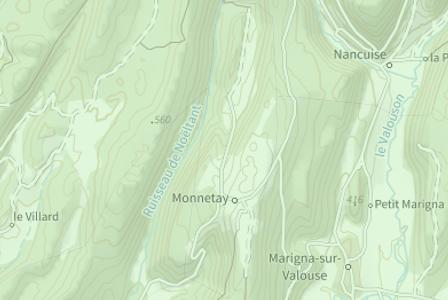 Nancuise
la P
560
Ruisseau de Noëltant
le Valouson
Monnetay
416
Petit Marigna
le Villard
Marigna-sur-
Valouse